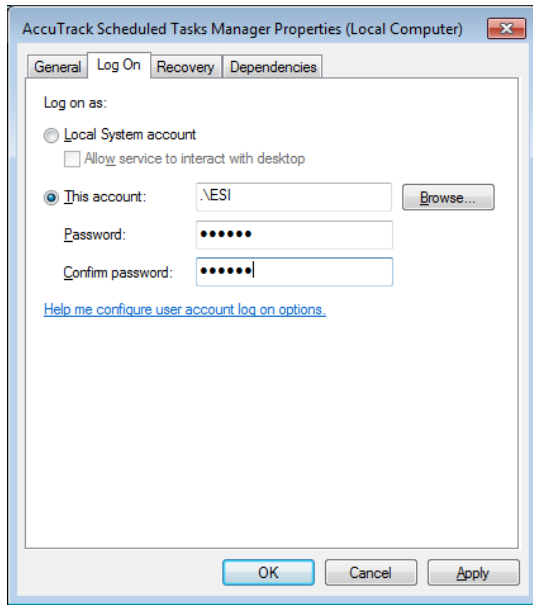 AccuTrack Scheduled Tasks Manager Properties (Local Computer)
General Log On Recovery Dependencies
Log on as:
Local System account
Allow service to interact with desktop
This account: .\ESI Browse...
Password: ●●●●●●
Confirm password: ●●●●●●
Help me configure user account log on options.
OK Cancel Apply